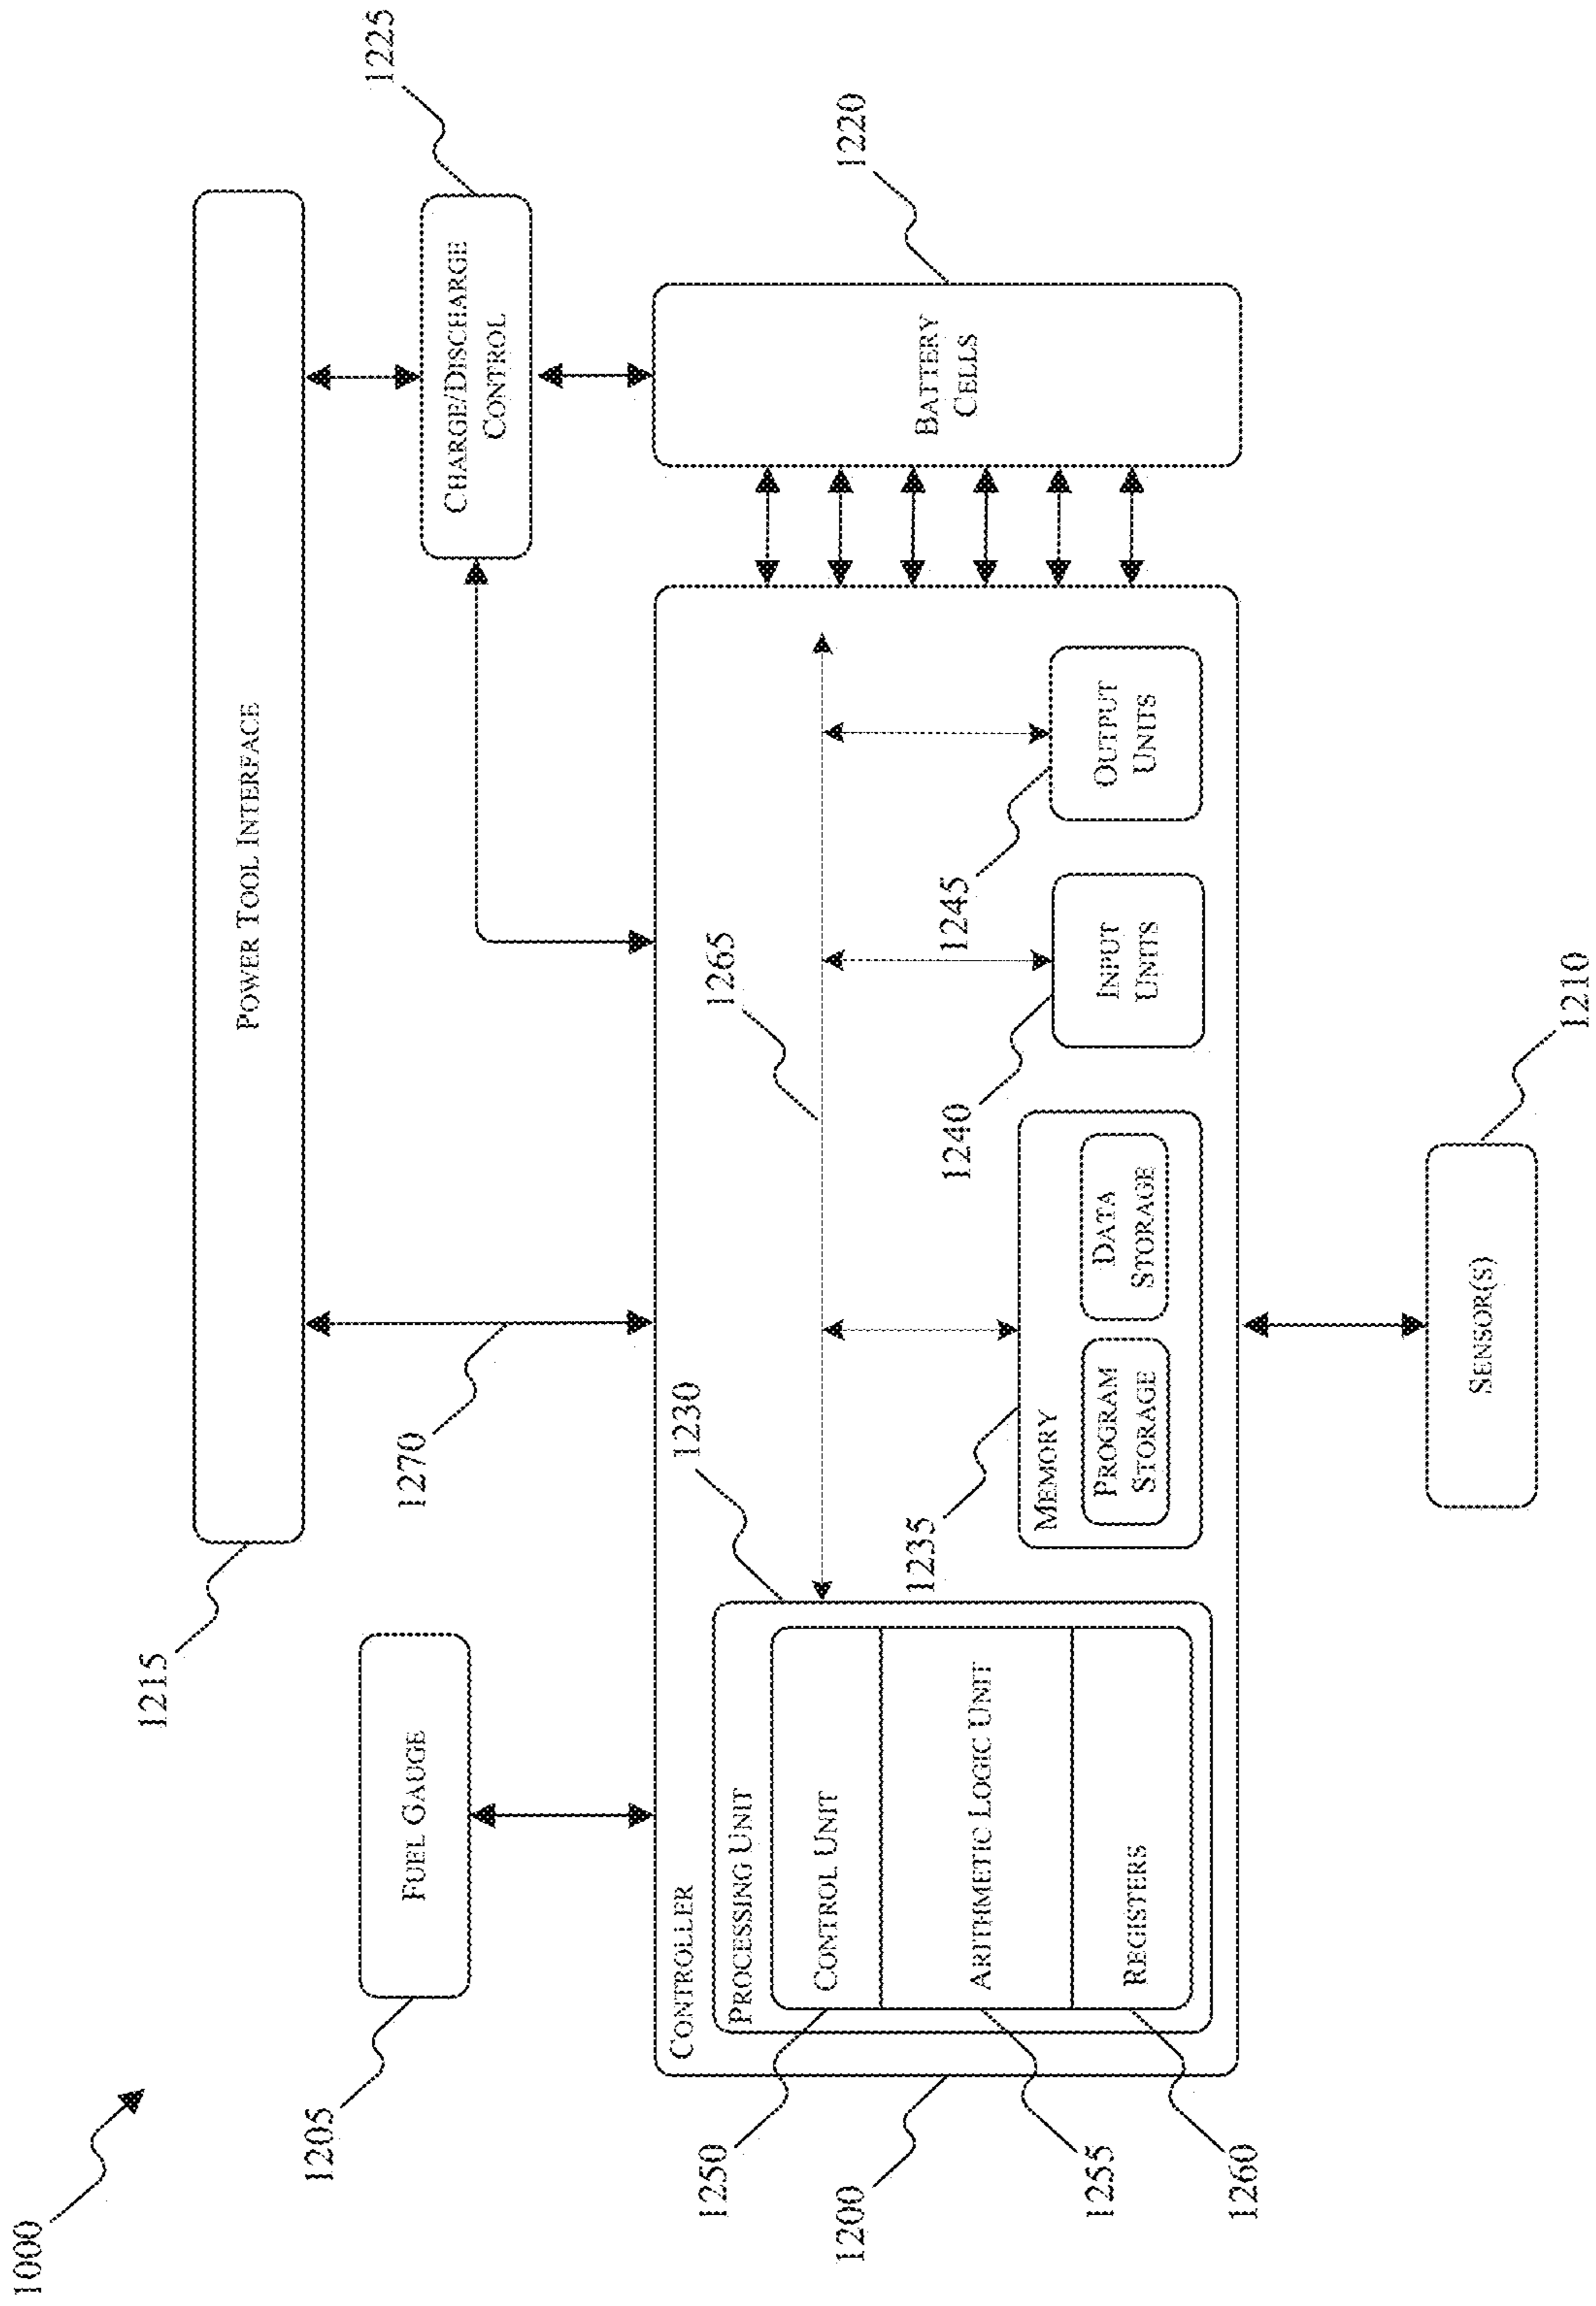 1000
1215
POWER TOOL INTERFACE
1225
1205
FUEL GAUGE
1270
CHARGE/DISCHARGE
CONTROL
1200
CONTROLLER
1230
PROCESSING UNIT
1250
CONTROL UNIT
1255
ARITHMETIC LOGIC UNIT
1260
REGISTERS
1265
1235
MEMORY
PROGRAM
STORAGE
DATA
STORAGE
1240
INPUT
UNITS
1245
OUTPUT
UNITS
1220
BATTERY
CELLS
SENSOR(S)
1210